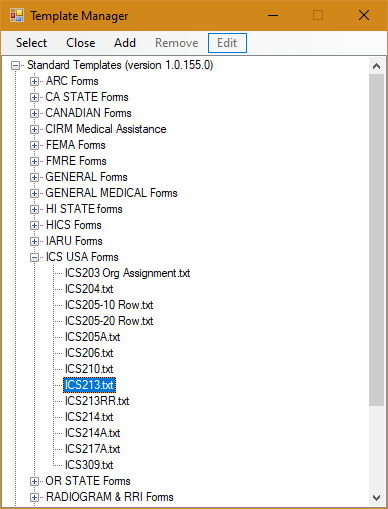 Template Manager
Select Close Add Remove Edit
Standard Templates (version 1.0.155.0)
ARC Forms
CA STATE Forms
CANADIAN Forms
CIRM Medical Assistance
FEMA Forms
FMRE Forms
GENERAL Forms
GENERAL MEDICAL Forms
HI STATE forms
HICS Forms
IARU Forms
ICS USA Forms
ICS203 Org Assignment.txt
ICS204.txt
ICS205-10 Row.txt
ICS205-20 Row.txt
ICS205A.txt
ICS206.txt
ICS210.txt
ICS213.txt
ICS213RR.txt
ICS214.txt
ICS214A.txt
ICS217A.txt
ICS309.txt
OR STATE Forms
RADIOGRAM & RRI Forms